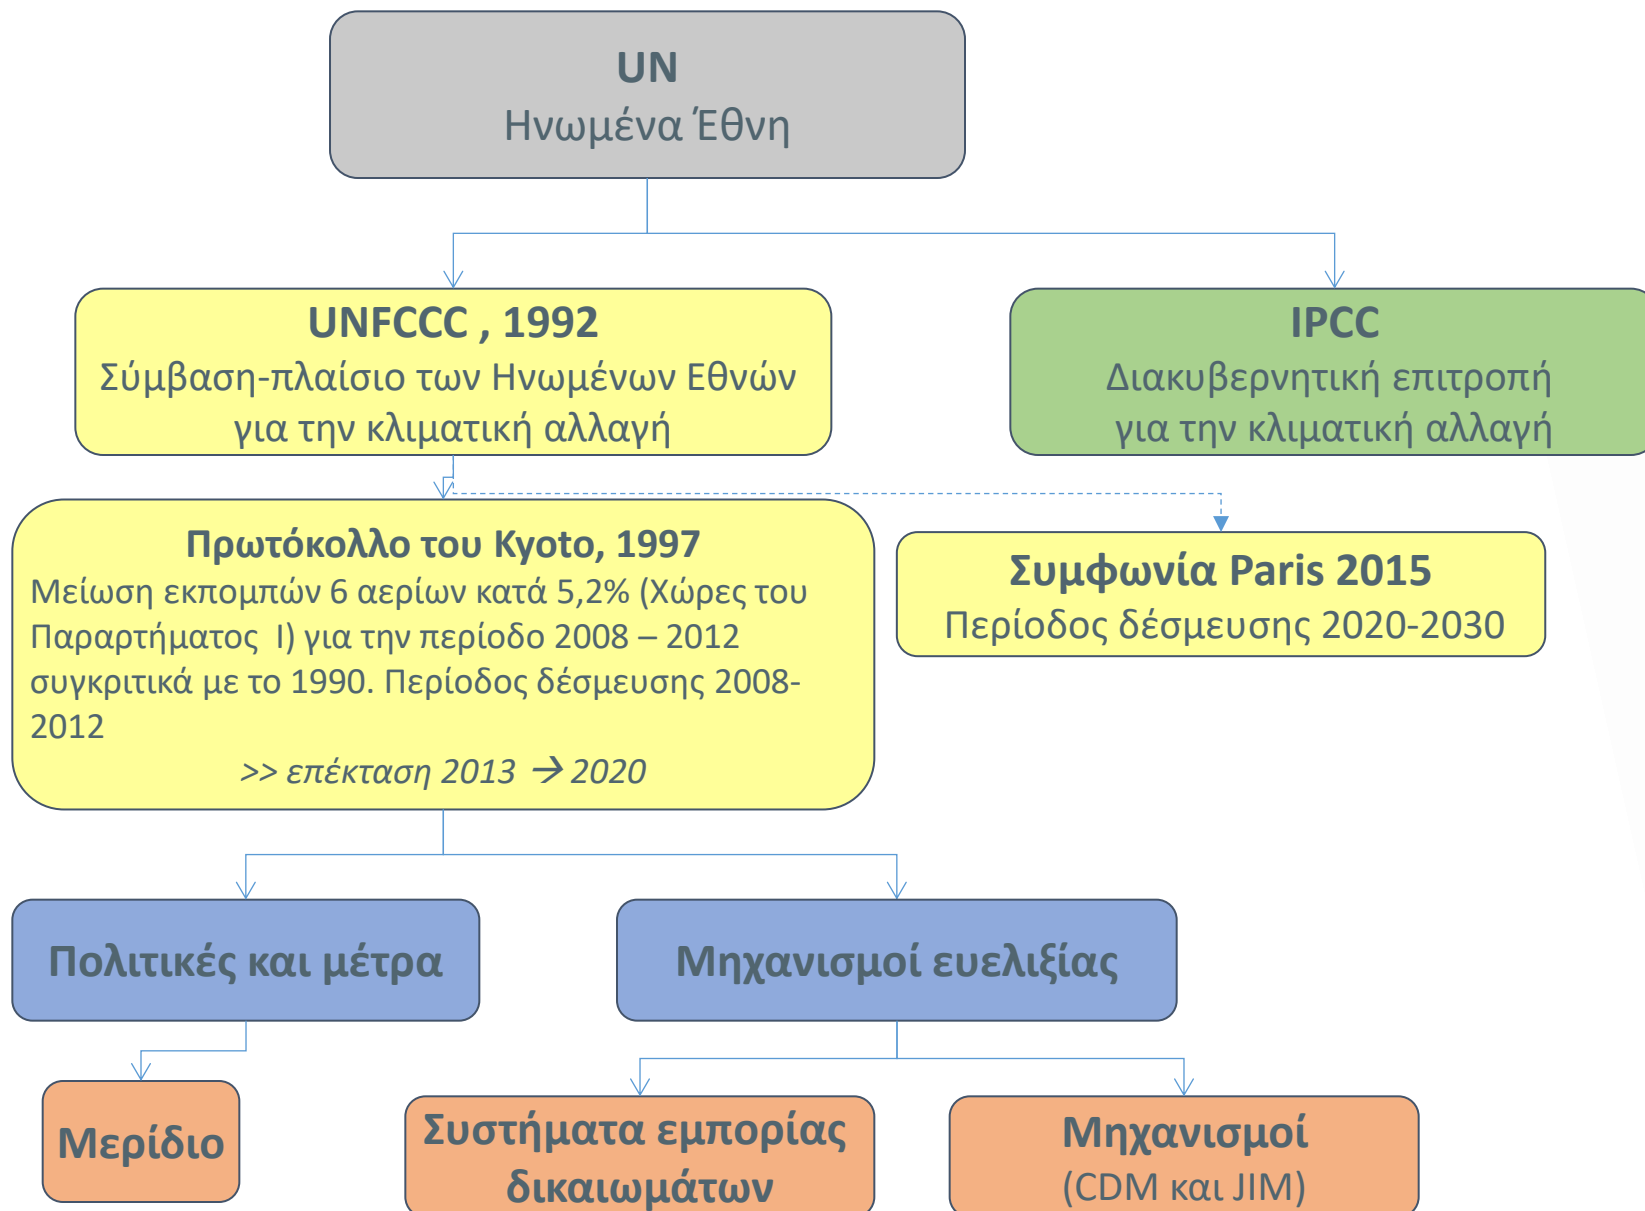 UN
Ηνωμένα Έθνη
UNFCCC , 1992
Σύμβαση-πλαίσιο των Ηνωμένων Εθνών
για την κλιματική αλλαγή
IPCC
Διακυβερνητική επιτροπή
για την κλιματική αλλαγή
Πρωτόκολλο του Kyoto, 1997
Μείωση εκπομπών 6 αερίων κατά 5,2% (Χώρες του
Παραρτήματος Ι) για την περίοδο 2008 – 2012
συγκριτικά με το 1990. Περίοδος δέσμευσης 2008-
2012
>> επέκταση 2013 → 2020
Συμφωνία Paris 2015
Περίοδος δέσμευσης 2020-2030
Πολιτικές και μέτρα
Μηχανισμοί ευελιξίας
Μερίδιο
Συστήματα εμπορίας
δικαιωμάτων
Μηχανισμοί
(CDM και JIM)